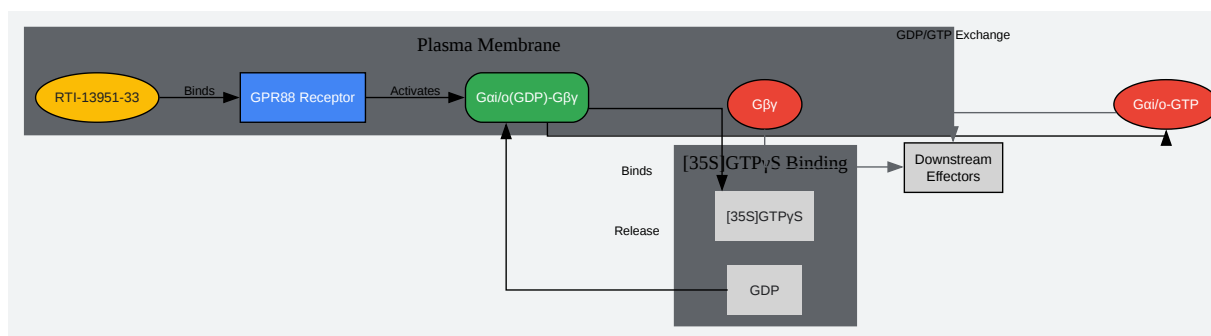 GDP/GTP Exchange
Plasma Membrane
RTI-13951-33
Binds
GPR88 Receptor
Activates
Gαi/o(GDP)-Gβγ
Gβγ
Gαi/o-GTP
[35S]GTPγS Binding
Downstream
Effectors
Binds
[35S]GTPγS
Release
GDP